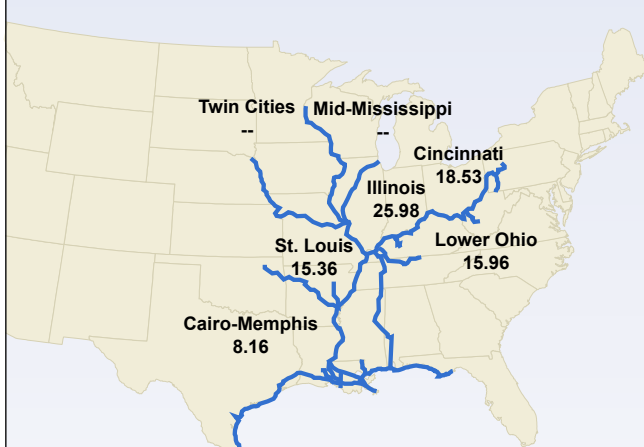 Twin Cities
--
Mid-Mississippi
--
Cincinnati
18.53
Illinois
25.98
St. Louis
15.36
Lower Ohio
15.96
Cairo-Memphis
8.16